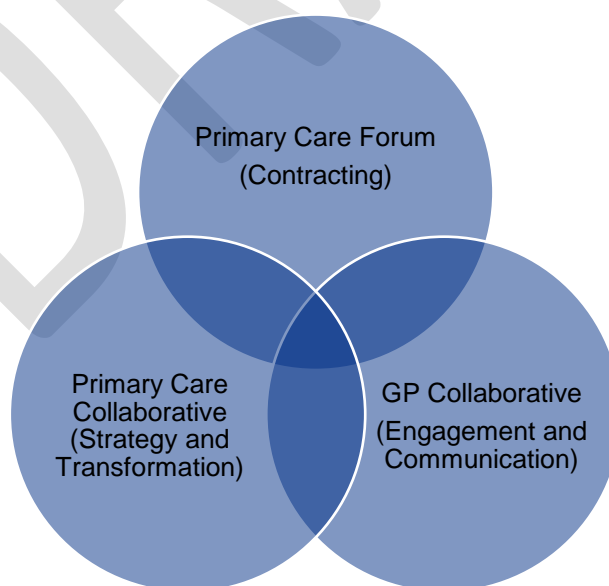 Primary Care Forum
(Contracting)
Primary Care
Collaborative
(Strategy and
Transformation)
GP Collaborative
(Engagement and
Communication)